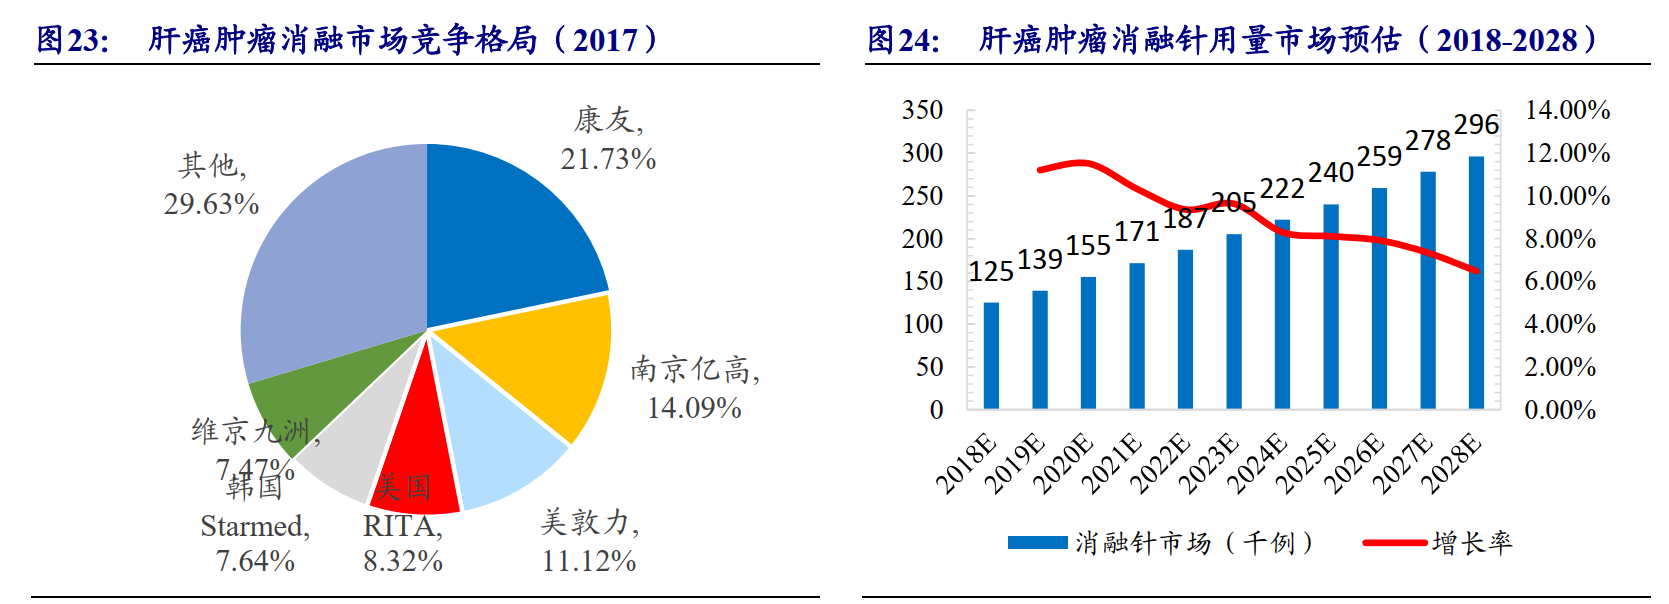 图23： 肝癌肿瘤消融市场竞争格局（2017）
康友,
21.73%
其他,
29.63%
南京亿高,
14.09%
维京九洲,
7.47%
韩国
Starmed,
7.64%
美国
RITA,
8.32%
美敦力,
11.12%
图24： 肝癌肿瘤消融针用量市场预估（2018-2028）
350
300
250
200
150
100
50
0
125
139
155
171
187
205
222
240
259
278
296
14.00%
12.00%
10.00%
8.00%
6.00%
4.00%
2.00%
0.00%
2018E
2019E
2020E
2021E
2022E
2023E
2024E
2025E
2026E
2027E
2028E
消融针市场（千例）
增长率